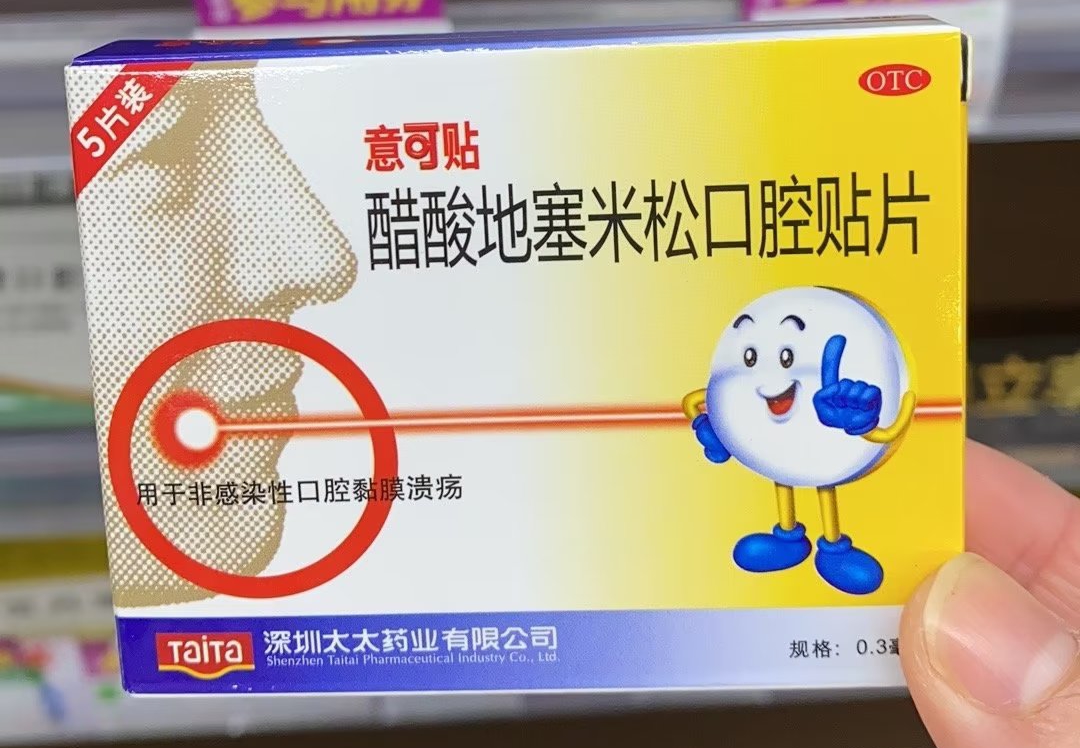 5片装
OTC
意可贴
醋酸地塞米松口腔贴片
用于非感染性口腔黏膜溃疡
TaiTa
深圳太太药业有限公司
Shenzhen Taitai Pharmaceutical Industry Co., Ltd.
规格：0.3毫